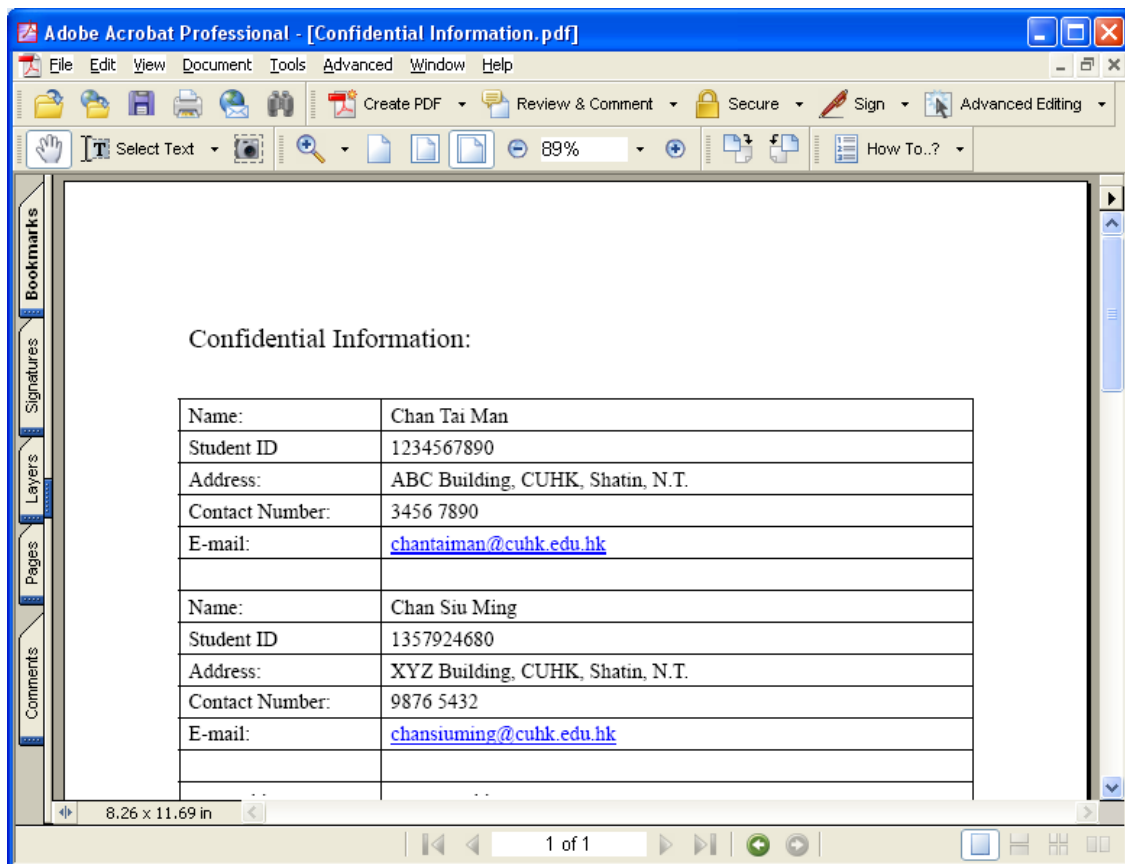 Adobe Acrobat Professional - [Confidential Information.pdf]
File Edit View Document Tools Advanced Window Help
Create PDF Review & Comment Secure Sign Advanced Editing
Select Text 89% How To..?
Bookmarks
Signatures
Layers
Pages
Comments
Confidential Information:
Name: Chan Tai Man
Student ID 1234567890
Address: ABC Building, CUHK, Shatin, N.T.
Contact Number: 3456 7890
E-mail: chantaiman@cuhk.edu.hk
Name: Chan Siu Ming
Student ID 1357924680
Address: XYZ Building, CUHK, Shatin, N.T.
Contact Number: 9876 5432
E-mail: chansiuming@cuhk.edu.hk
8.26 x 11.69 in
1 of 1